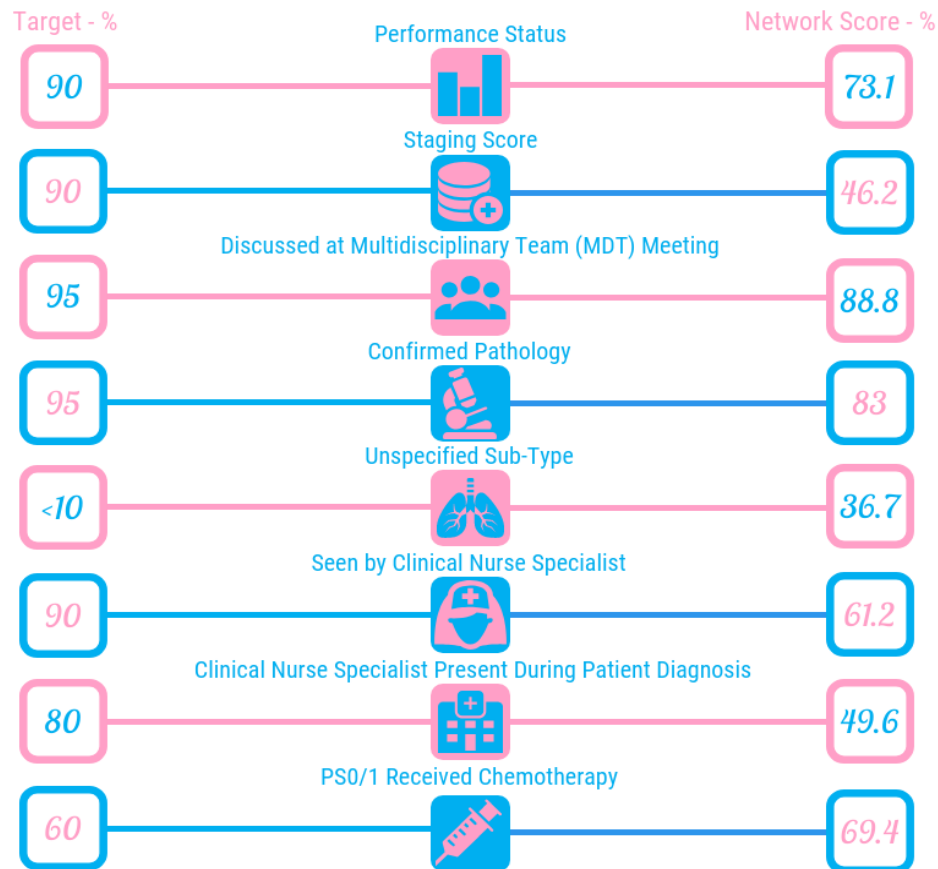 Target - %
Network Score - %
Performance Status
90
73.1
Staging Score
90
46.2
Discussed at Multidisciplinary Team (MDT) Meeting
95
88.8
Confirmed Pathology
95
83
Unspecified Sub-Type
<10
36.7
Seen by Clinical Nurse Specialist
90
61.2
Clinical Nurse Specialist Present During Patient Diagnosis
80
49.6
PS0/1 Received Chemotherapy
60
69.4